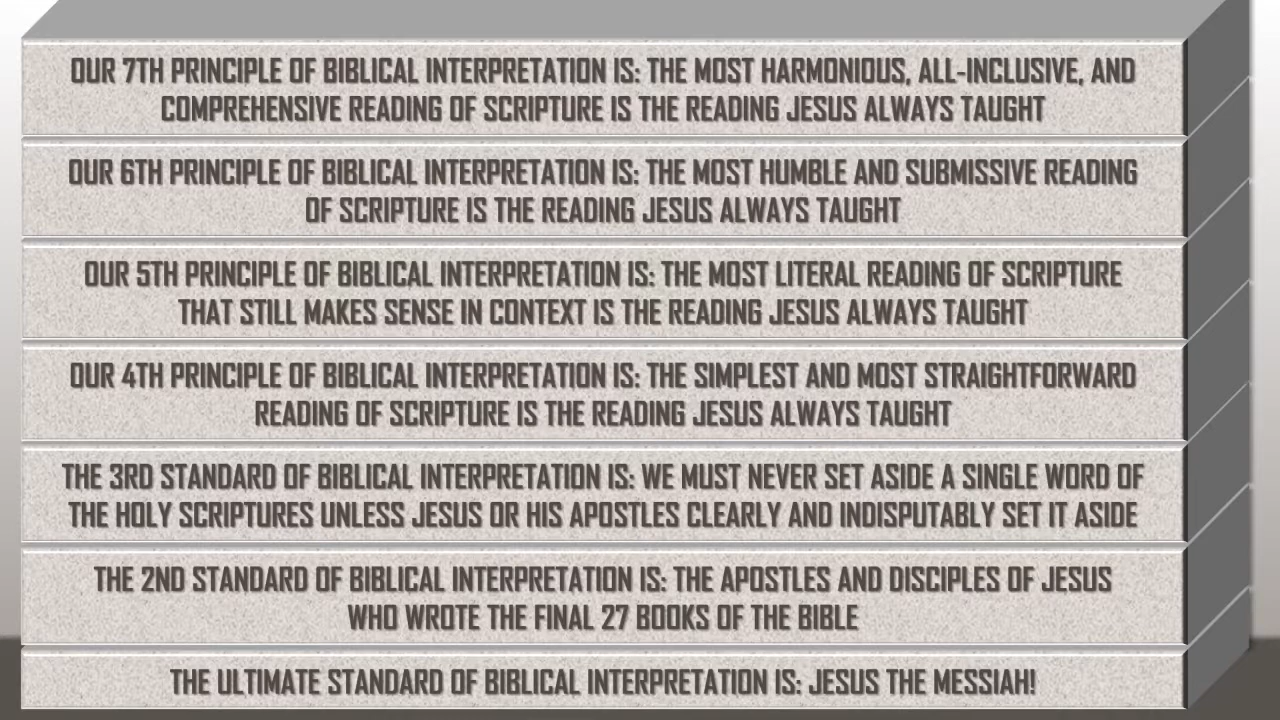 OUR 7TH PRINCIPLE OF BIBLICAL INTERPRETATION IS: THE MOST HARMONIOUS, ALL-INCLUSIVE, AND
COMPREHENSIVE READING OF SCRIPTURE IS THE READING JESUS ALWAYS TAUGHT
OUR 6TH PRINCIPLE OF BIBLICAL INTERPRETATION IS: THE MOST HUMBLE AND SUBMISSIVE READING
OF SCRIPTURE IS THE READING JESUS ALWAYS TAUGHT
OUR 5TH PRINCIPLE OF BIBLICAL INTERPRETATION IS: THE MOST LITERAL READING OF SCRIPTURE
THAT STILL MAKES SENSE IN CONTEXT IS THE READING JESUS ALWAYS TAUGHT
OUR 4TH PRINCIPLE OF BIBLICAL INTERPRETATION IS: THE SIMPLEST AND MOST STRAIGHTFORWARD
READING OF SCRIPTURE IS THE READING JESUS ALWAYS TAUGHT
THE 3RD STANDARD OF BIBLICAL INTERPRETATION IS: WE MUST NEVER SET ASIDE A SINGLE WORD OF
THE HOLY SCRIPTURES UNLESS JESUS OR HIS APOSTLES CLEARLY AND INDISPUTABLY SET IT ASIDE
THE 2ND STANDARD OF BIBLICAL INTERPRETATION IS: THE APOSTLES AND DISCIPLES OF JESUS
WHO WROTE THE FINAL 27 BOOKS OF THE BIBLE
THE ULTIMATE STANDARD OF BIBLICAL INTERPRETATION IS: JESUS THE MESSIAH!